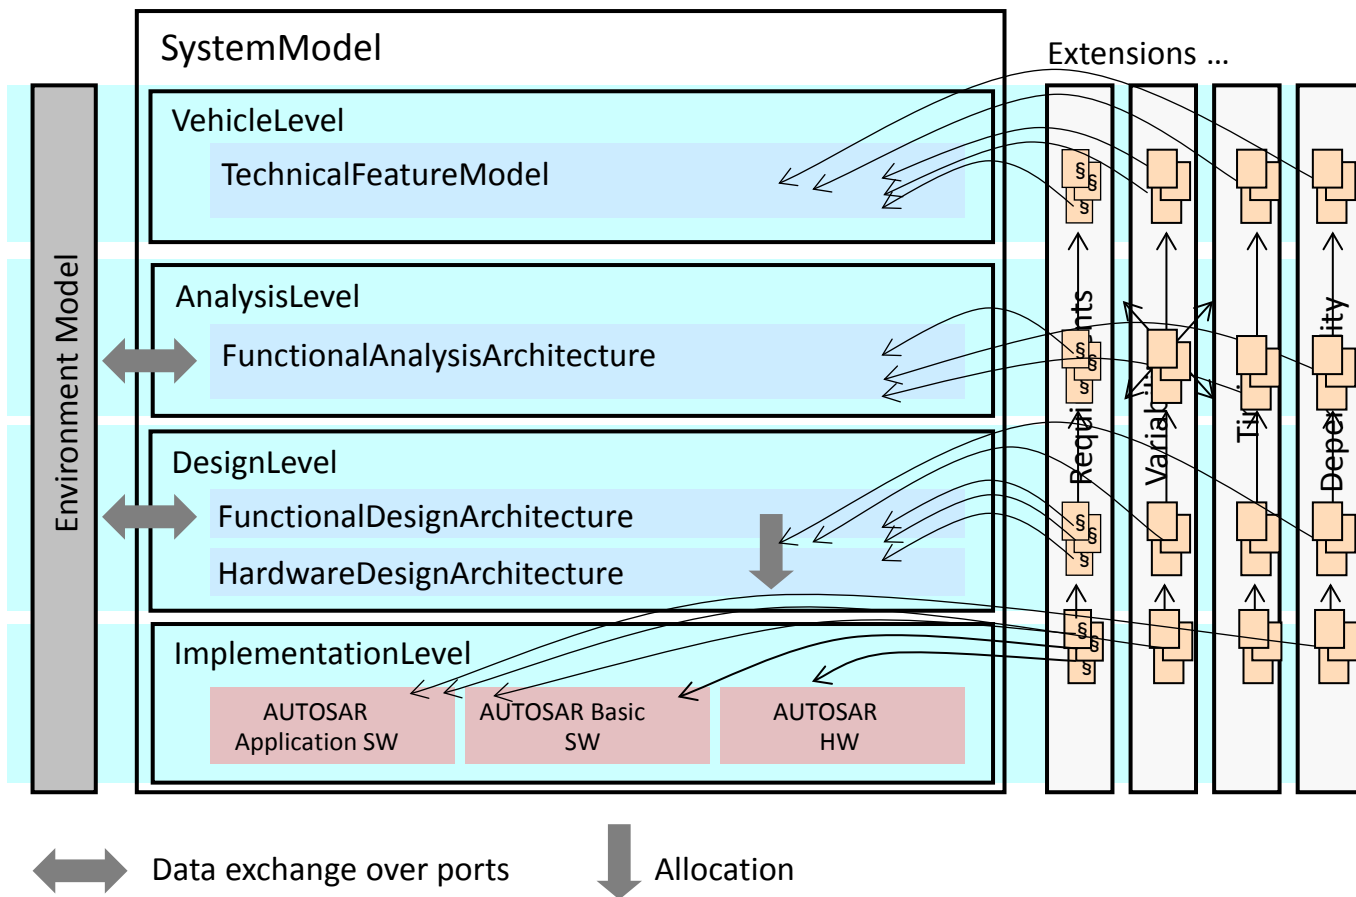 SystemModel
Extensions ...
VehicleLevel
TechnicalFeatureModel
§
§
§
Environment Model
AnalysisLevel
FunctionalAnalysisArchitecture
§
§
§
DesignLevel
FunctionalDesignArchitecture
HardwareDesignArchitecture
§
§
§
ImplementationLevel
§
§
§
AUTOSAR
Application SW
AUTOSAR Basic
SW
AUTOSAR
HW
Data exchange over ports
Allocation